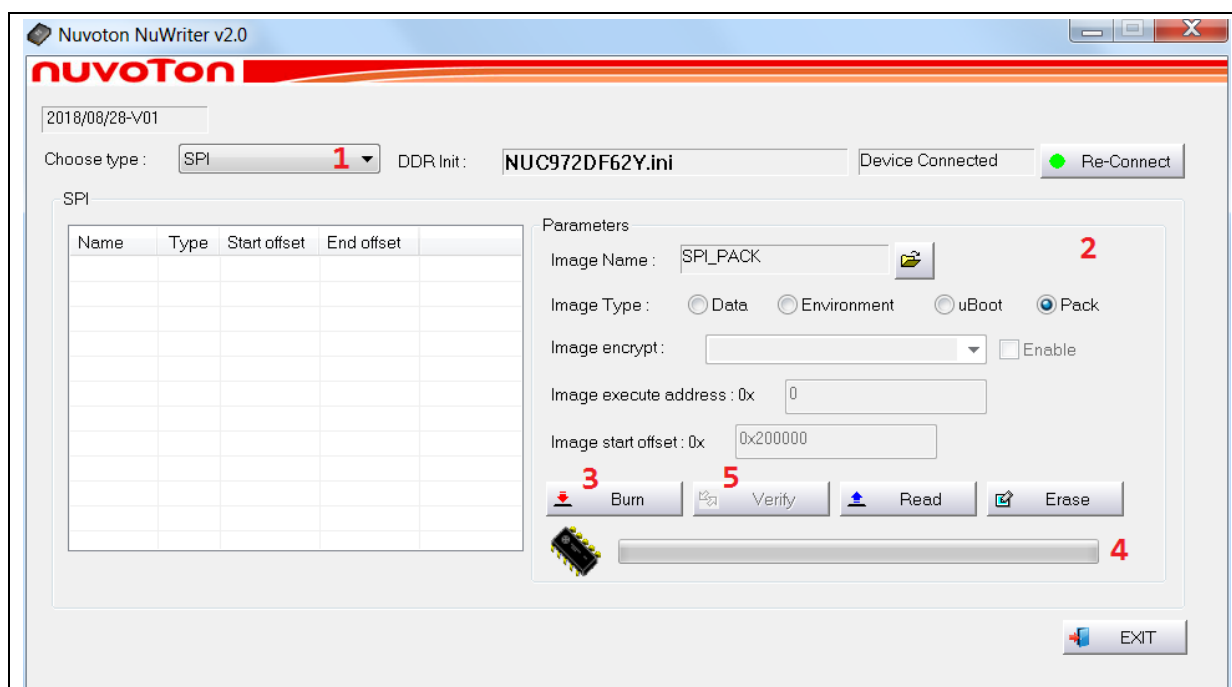 Nuvoton NuWriter v2.0
nuvoTon
2018/08/28-V01
Choose type : SPI 1 DDR Init : NUC972DF62Y.ini Device Connected Re-Connect
SPI
Name Type Start offset End offset
Parameters
2
Image Name : SPI_PACK
Image Type : Data Environment uBoot Pack
Image encrypt : Enable
Image execute address : 0x 0
Image start offset : 0x 0x200000
3 Burn 5 Verify Read Erase
4
EXIT